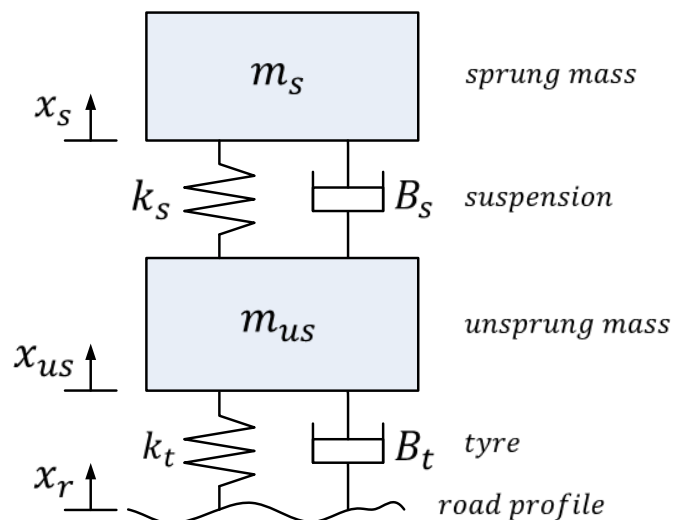 m_s sprung mass
x_s
k_s B_s suspension
m_us unsprung mass
x_us
k_t B_t tyre
x_r road profile